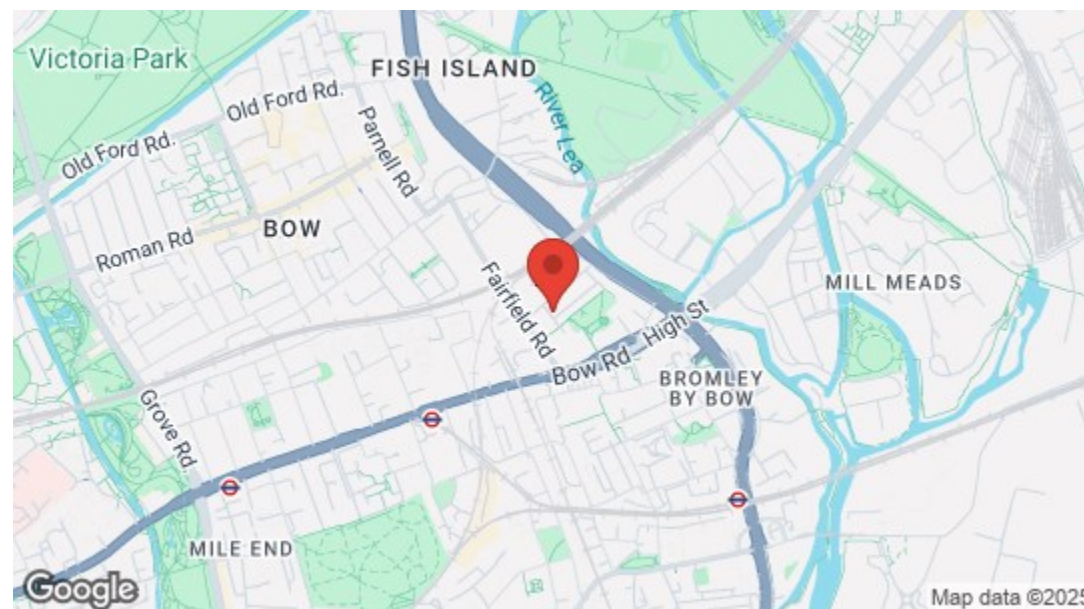 Victoria Park
FISH ISLAND
Old Ford Rd.
River Lea
Parnell Rd
Old Ford Rd.
BOW
Roman Rd
MILL MEADS
Fairfield Rd
High St
Bow Rd
BROMLEY
BY BOW
Grove Rd.
MILE END
Google
Map data ©2025